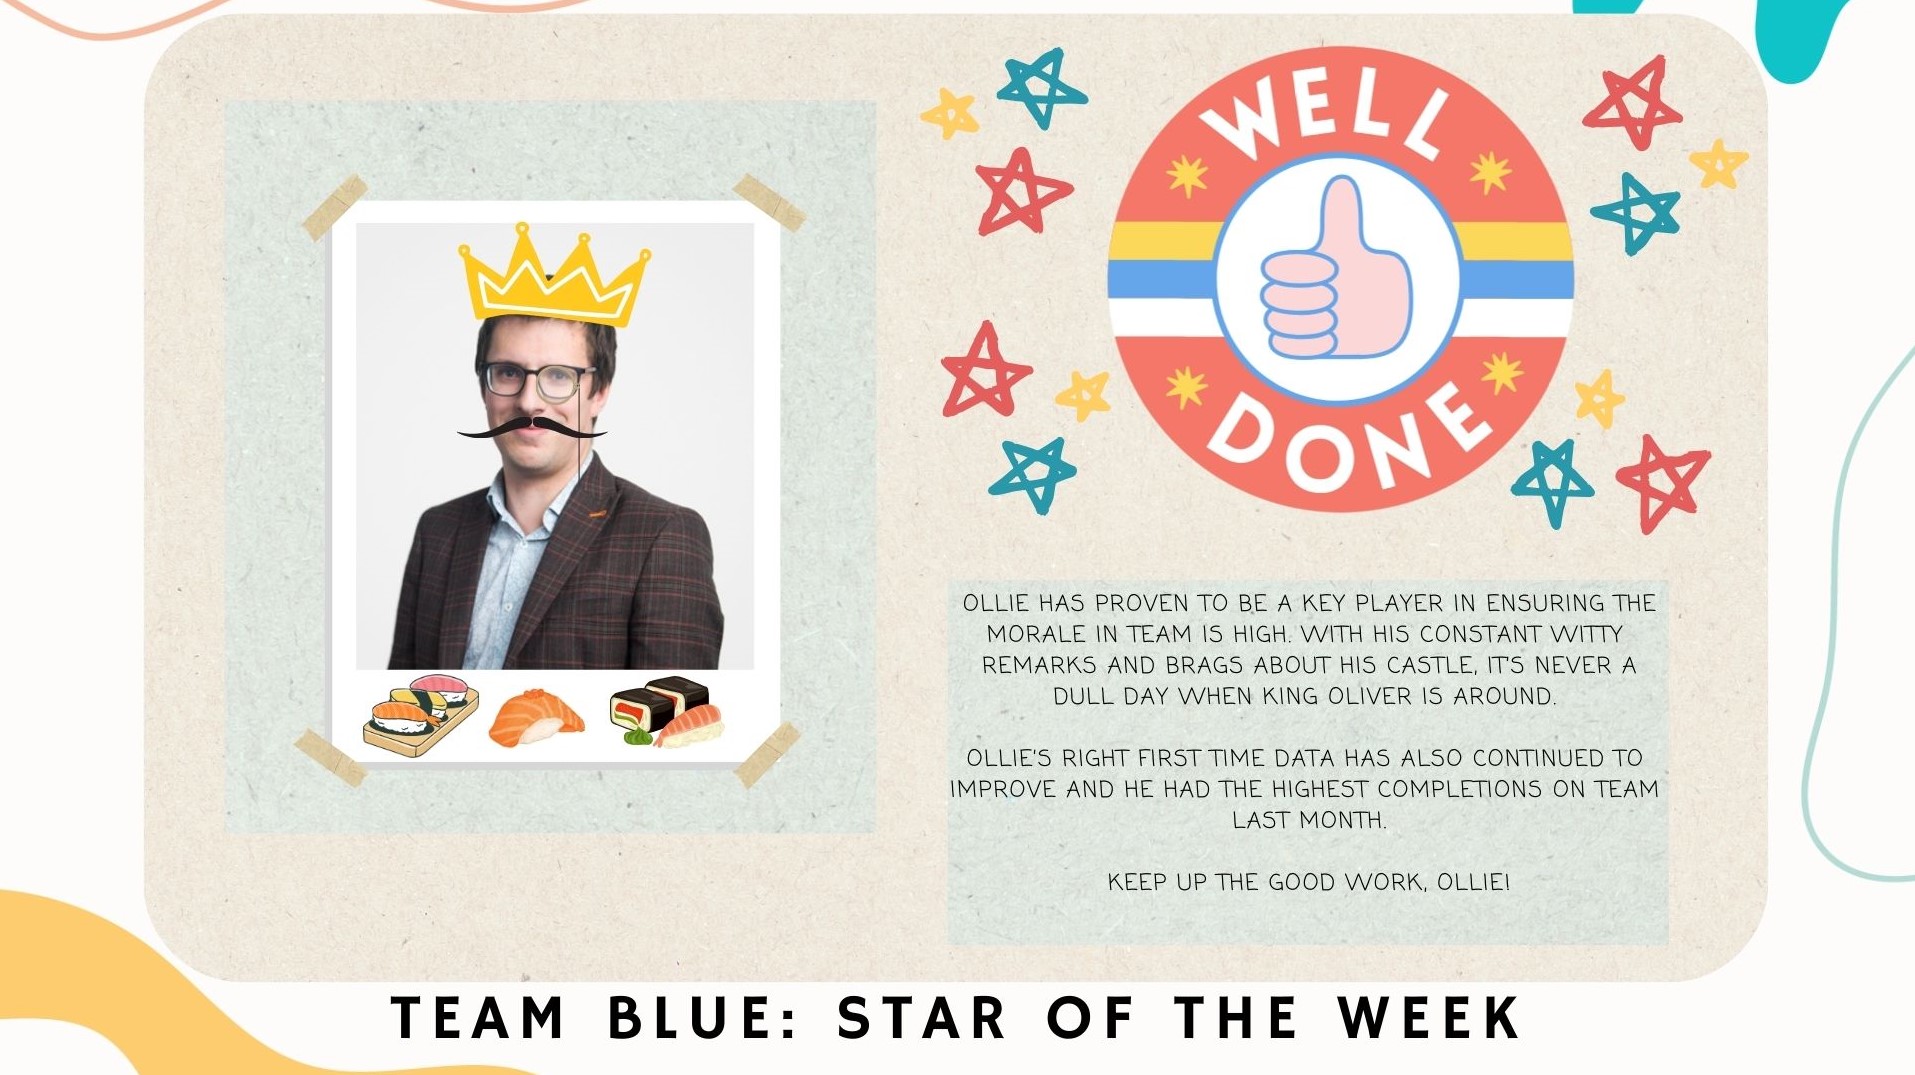 WELL
DONE
OLLIE HAS PROVEN TO BE A KEY PLAYER IN ENSURING THE
MORALE IN TEAM IS HIGH. WITH HIS CONSTANT WITTY
REMARKS AND BRAGS ABOUT HIS CASTLE, IT'S NEVER A
DULL DAY WHEN KING OLIVER IS AROUND.
OLLIE'S RIGHT FIRST TIME DATA HAS ALSO CONTINUED TO
IMPROVE AND HE HAD THE HIGHEST COMPLETIONS ON TEAM
LAST MONTH.
KEEP UP THE GOOD WORK, OLLIE!
TEAM BLUE: STAR OF THE WEEK